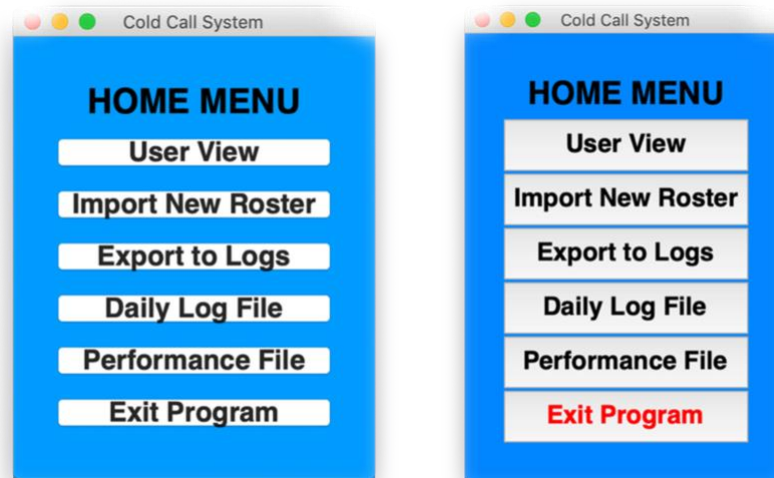 Cold Call System
HOME MENU
User View
Import New Roster
Export to Logs
Daily Log File
Performance File
Exit Program
Cold Call System
HOME MENU
User View
Import New Roster
Export to Logs
Daily Log File
Performance File
Exit Program